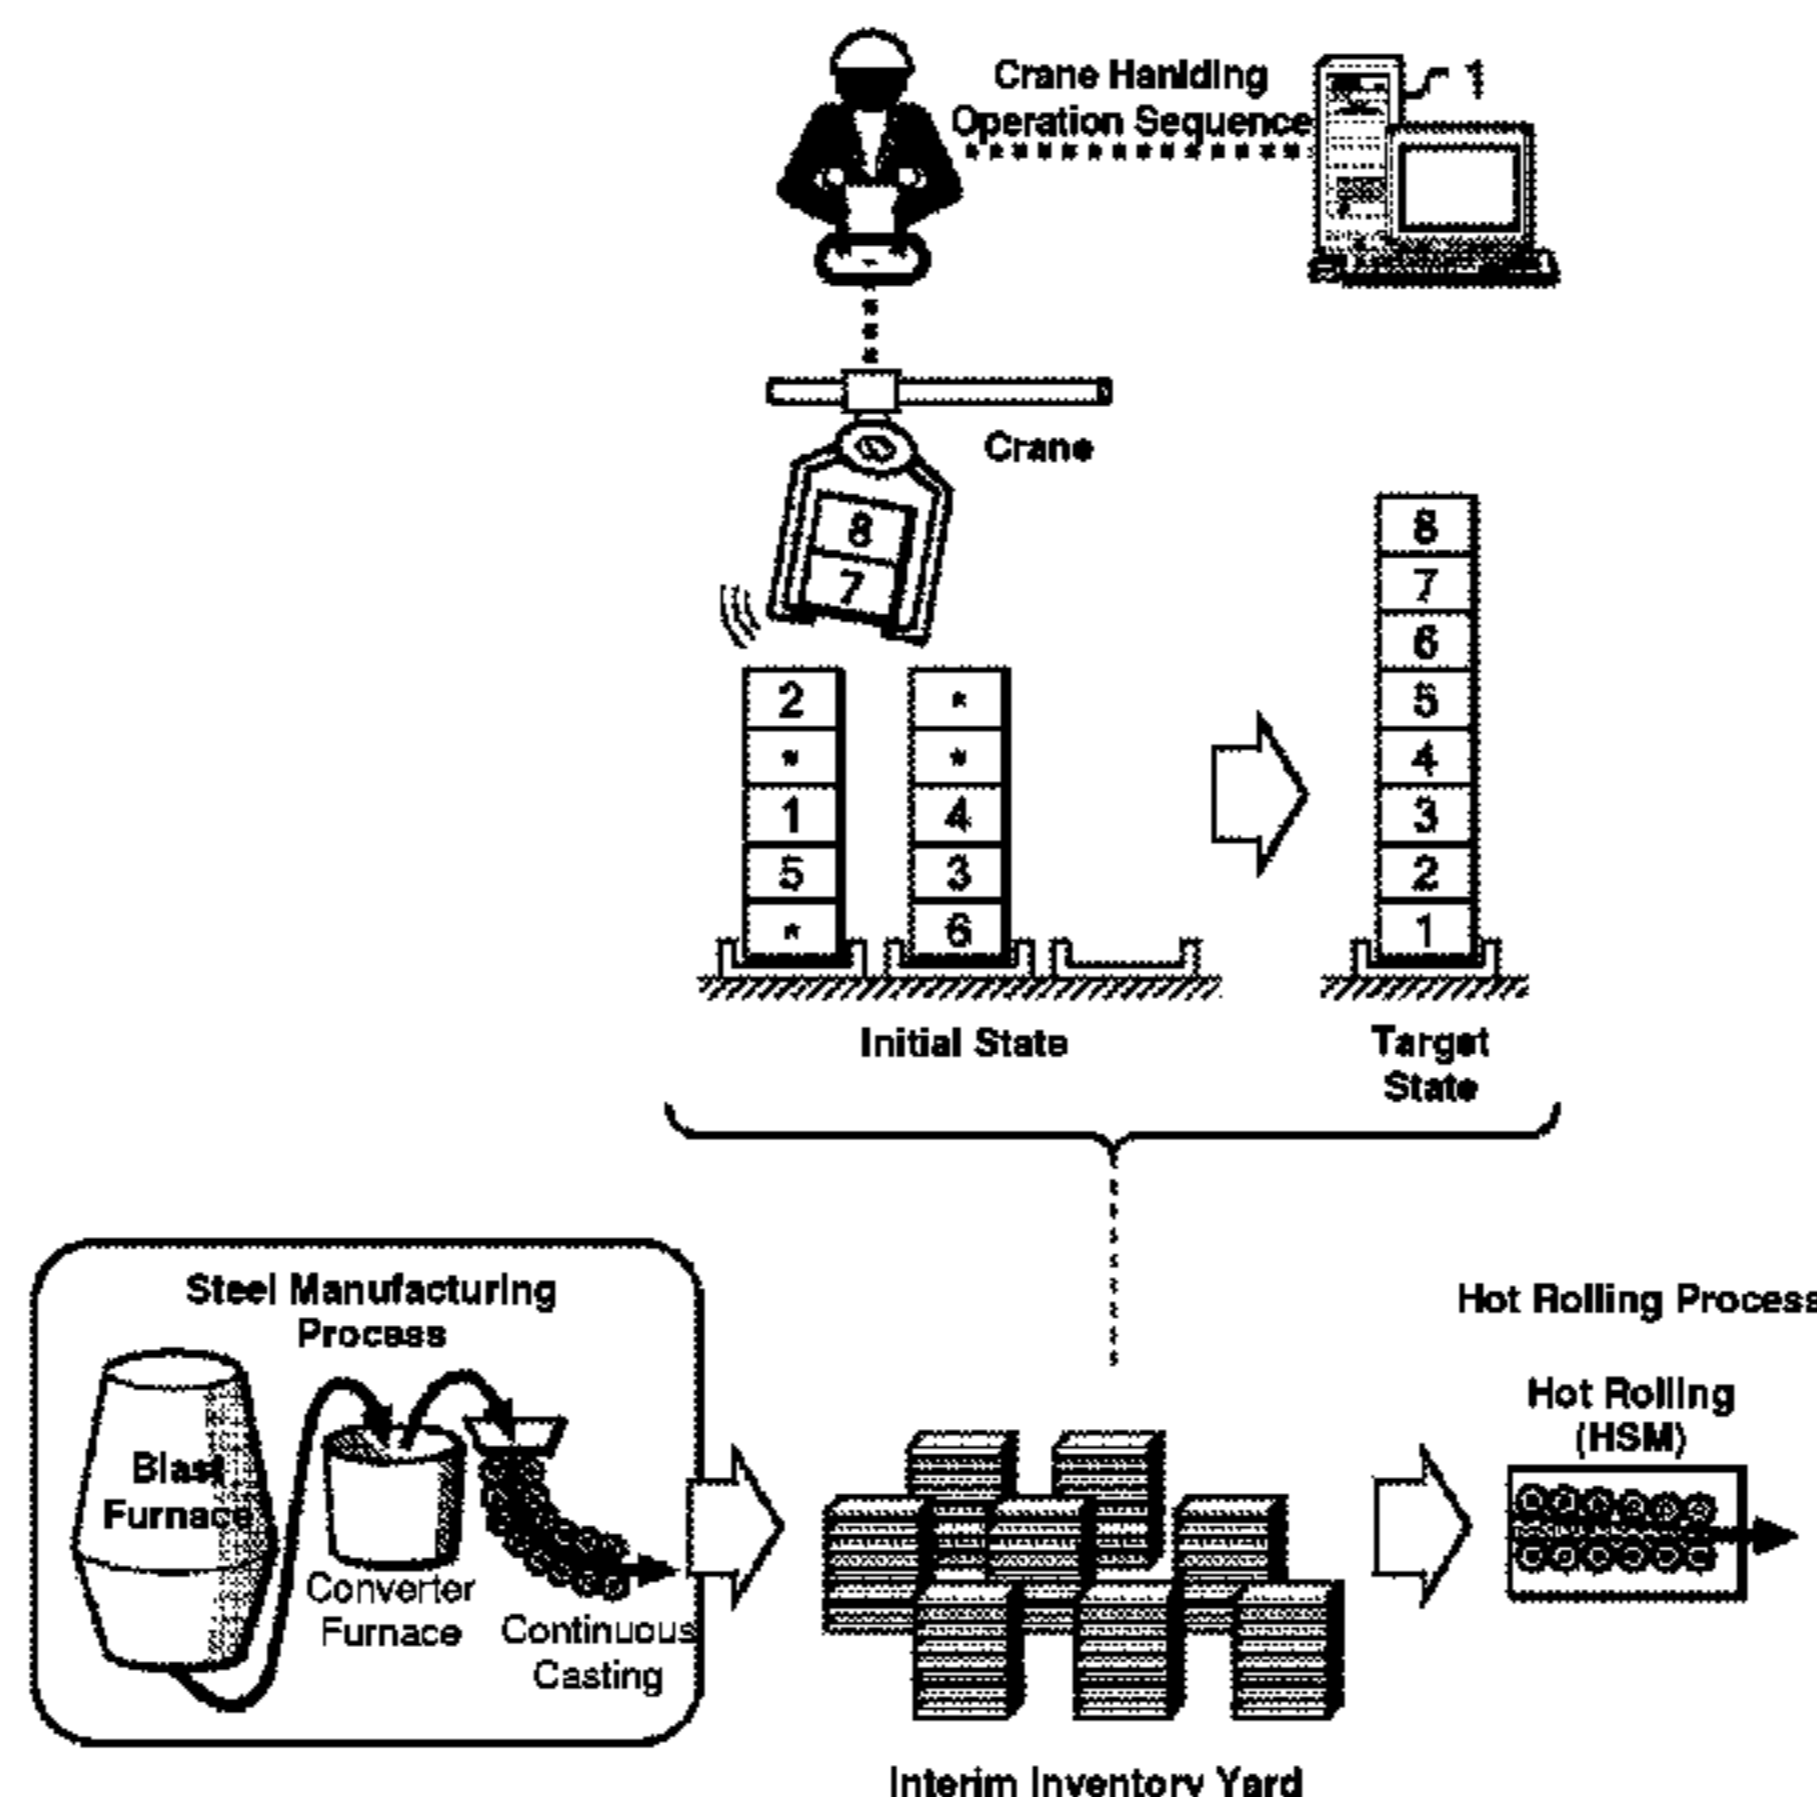 Crane Haniding
Operation Sequence
1
Crane
8
7
2
*
1
5
*
*
*
4
3
6
8
7
6
5
4
3
2
1
Initial State
Target
State
Steel Manufacturing
Process
Blast
Furnace
Converter
Furnace
Continuous
Casting
Interim Inventory Yard
Hot Rolling Process
Hot Rolling
(HSM)